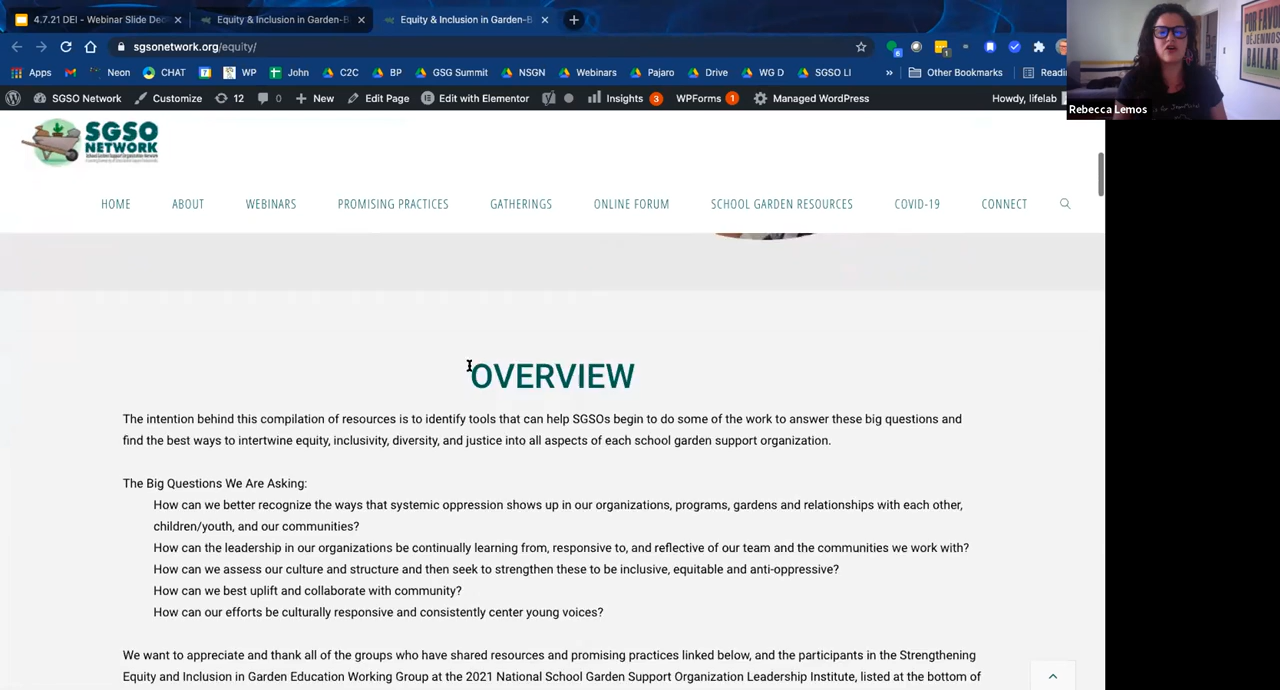 4.7.21 DEI - Webinar Slide Dec
Equity & Inclusion in Garden-B
Equity & Inclusion in Garden-B
sgsonetwork.org/equity/
Apps Neon CHAT WP John C2C BP GSG Summit NSGN Webinars Pajaro Drive WG D SGSO LI » Other Bookmarks Readi
SGSO Network Customize 12 0 New Edit Page Edit with Elementor Insights 3 WPForms 1 Managed WordPress Howdy, lifelab
POR FAVOR
DÉJENNOS
BAILAR
Rebecca Lemos
SGSO
NETWORK
HOME ABOUT WEBINARS PROMISING PRACTICES GATHERINGS ONLINE FORUM SCHOOL GARDEN RESOURCES COVID-19 CONNECT
OVERVIEW
The intention behind this compilation of resources is to identify tools that can help SGSOs begin to do some of the work to answer these big questions and
find the best ways to intertwine equity, inclusivity, diversity, and justice into all aspects of each school garden support organization.
The Big Questions We Are Asking:
How can we better recognize the ways that systemic oppression shows up in our organizations, programs, gardens and relationships with each other,
children/youth, and our communities?
How can the leadership in our organizations be continually learning from, responsive to, and reflective of our team and the communities we work with?
How can we assess our culture and structure and then seek to strengthen these to be inclusive, equitable and anti-oppressive?
How can we best uplift and collaborate with community?
How can our efforts be culturally responsive and consistently center young voices?
We want to appreciate and thank all of the groups who have shared resources and promising practices linked below, and the participants in the Strengthening
Equity and Inclusion in Garden Education Working Group at the 2021 National School Garden Support Organization Leadership Institute, listed at the bottom of